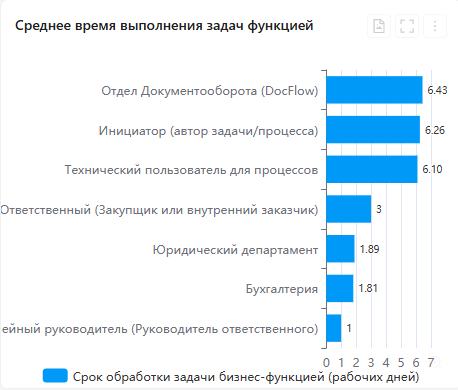 Среднее время выполнения задач функцией
Отдел Документооборота (DocFlow)
6.43
Инициатор (автор задачи/процесса)
6.26
Технический пользователь для процессов
6.10
Ответственный (Закупщик или внутренний заказчик)
3
Юридический департамент
1.89
Бухгалтерия
1.81
ейный руководитель (Руководитель ответственного)
1
0 1 2 3 4 5 6 7
Срок обработки задачи бизнес-функцией (рабочих дней)